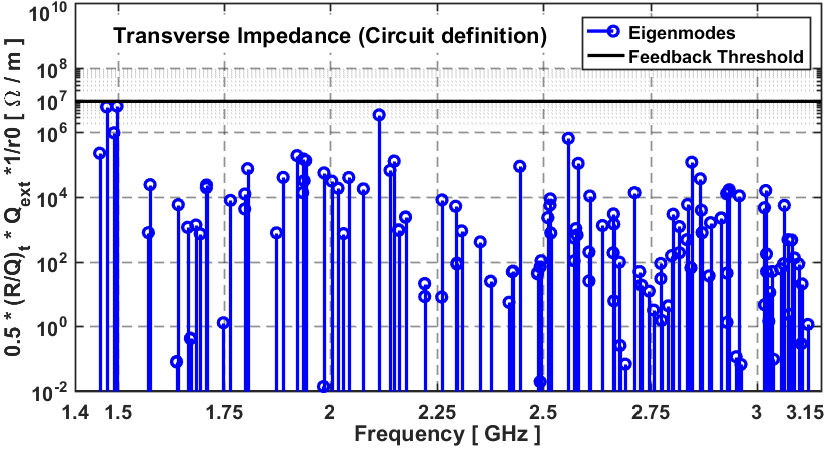 Transverse Impedance (Circuit definition)
Eigenmodes
Feedback Threshold
0.5 * (R/Q)t * Qext *1/r0 [ Ω / m ]
10^10
10^8
10^7
10^6
10^4
10^2
10^0
10^-2
1.4 1.5 1.75 2 2.25 2.5 2.75 3 3.15
Frequency [ GHz ]